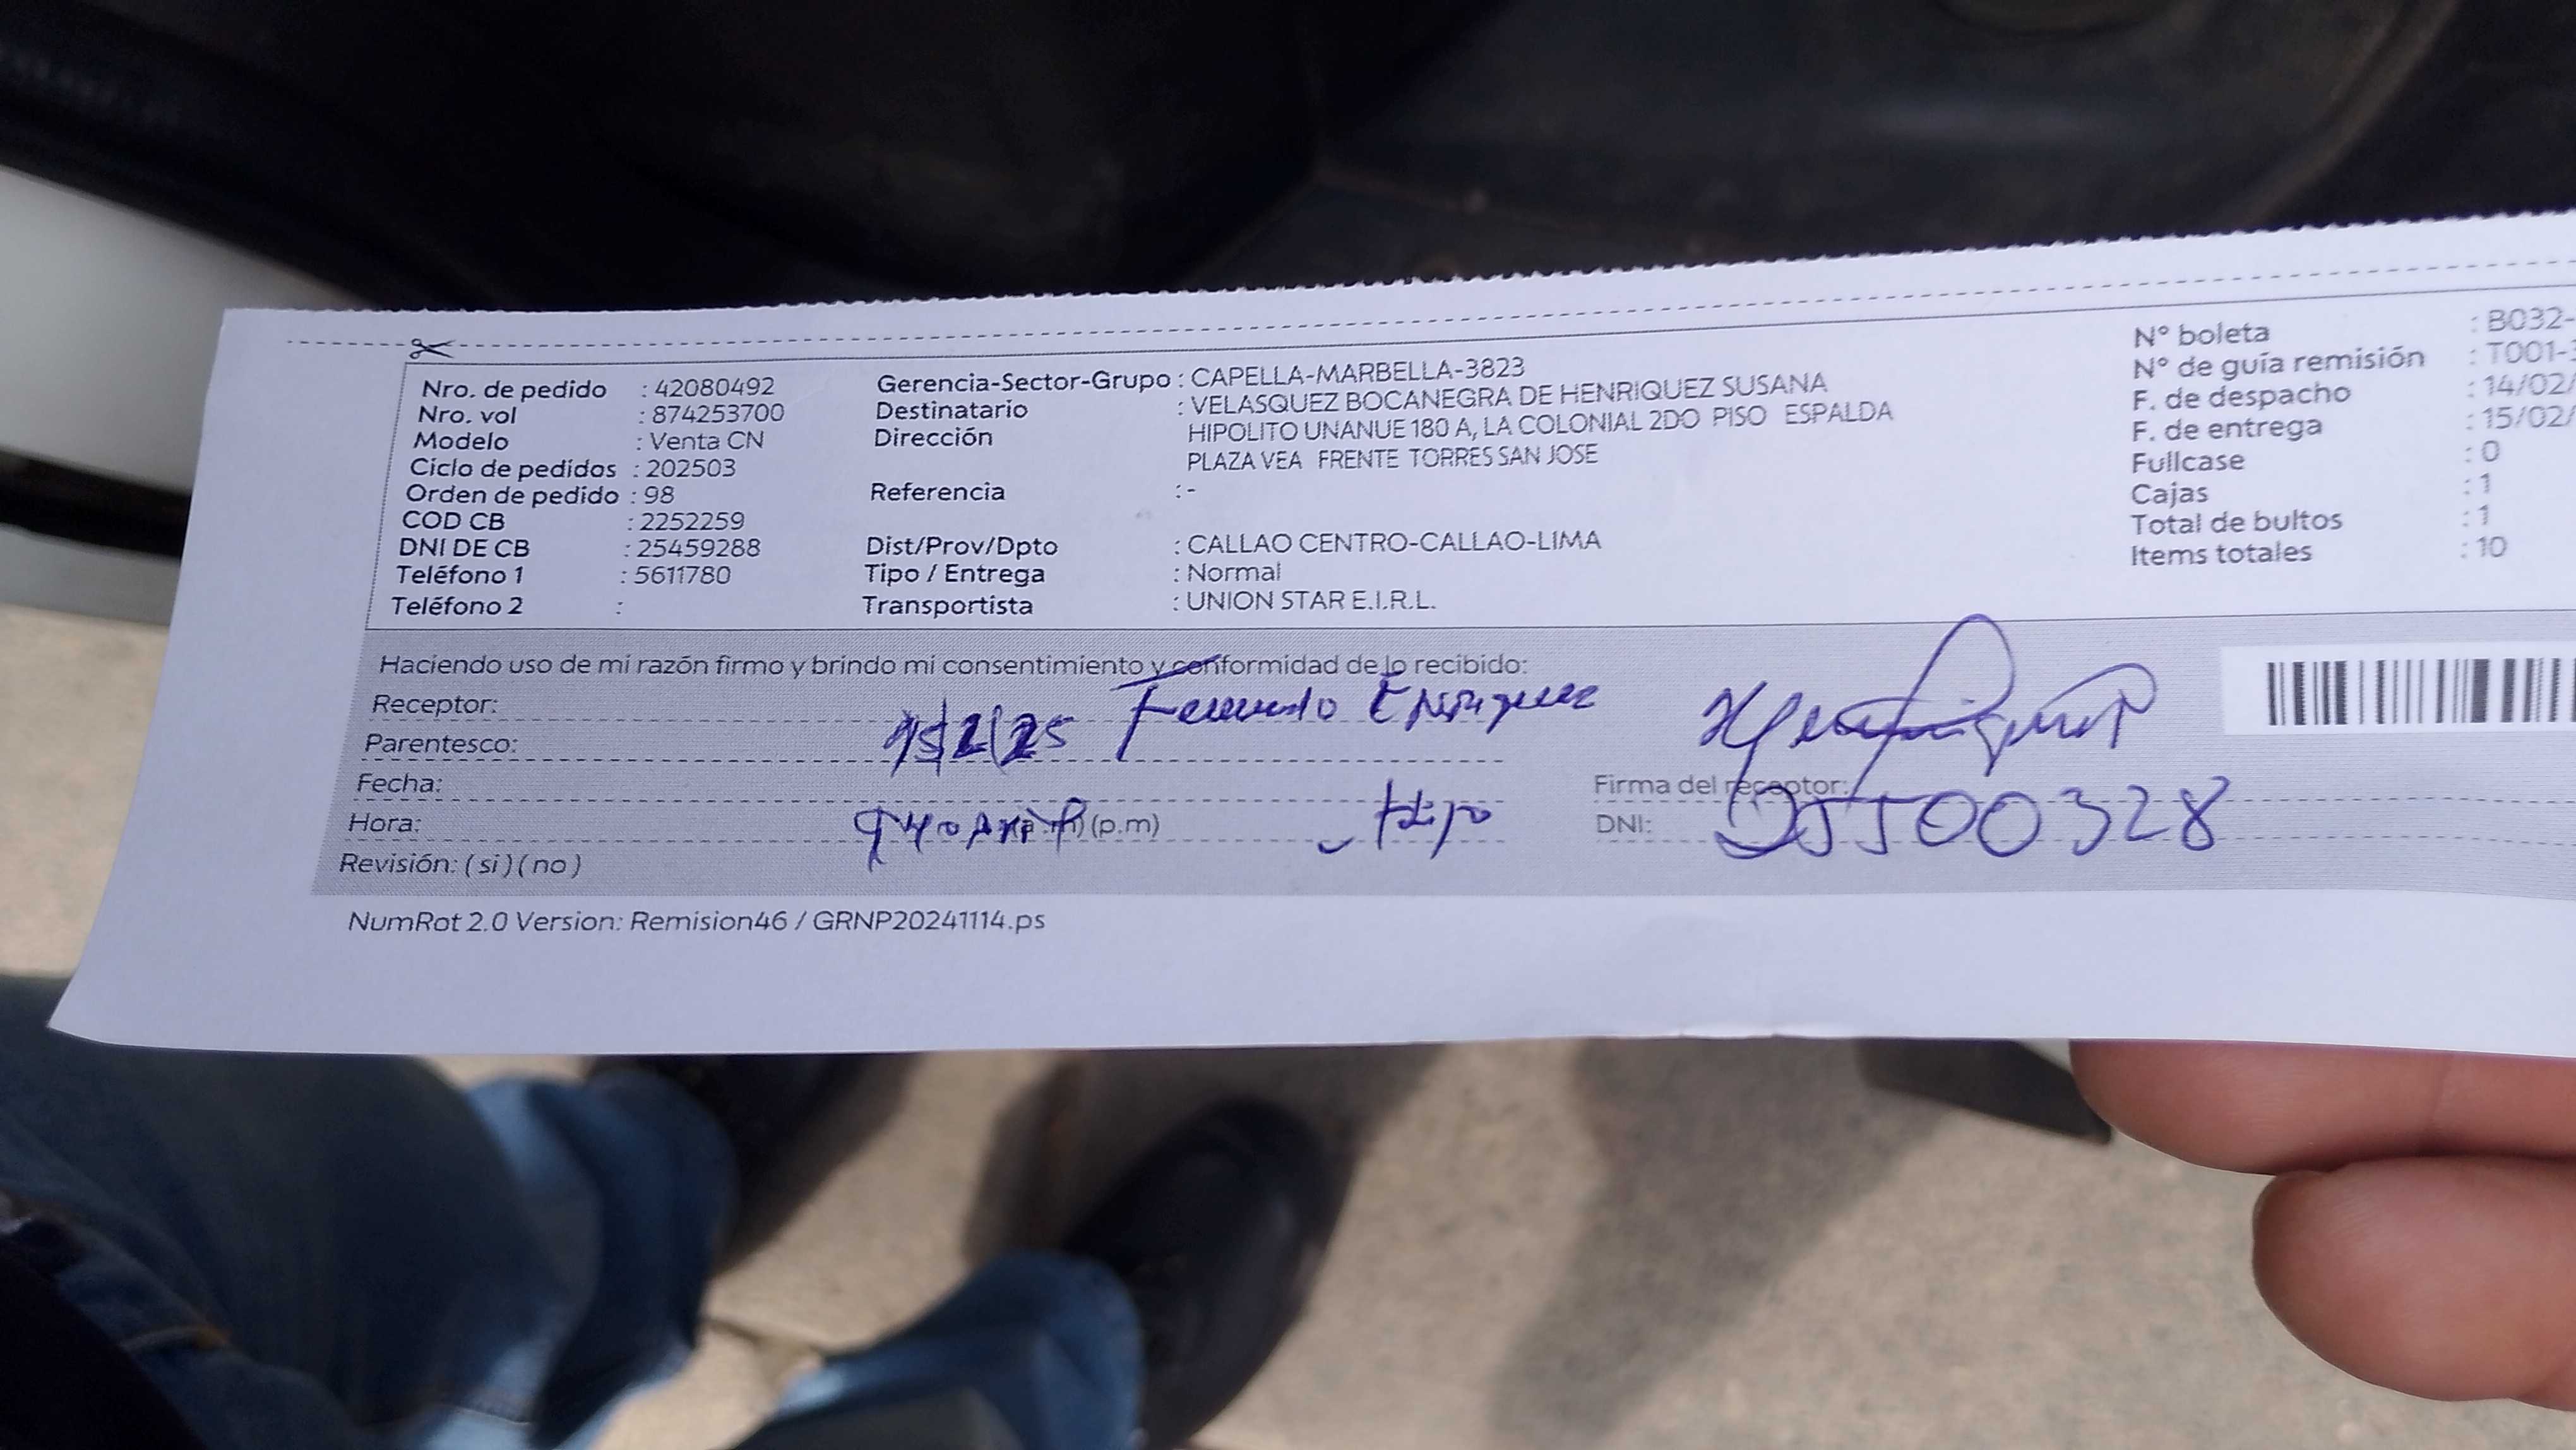 Nro. de pedido : 42080492
Nro. vol : 874253700
Modelo : Venta CN
Ciclo de pedidos : 202503
Orden de pedido : 98
COD CB : 2252259
DNI DE CB : 25459288
Teléfono 1 : 5611780
Teléfono 2 :
Gerencia-Sector-Grupo : CAPELLA-MARBELLA-3823
Destinatario : VELASQUEZ BOCANEGRA DE HENRIQUEZ SUSANA
Dirección HIPOLITO UNANUE 180 A, LA COLONIAL 2DO PISO ESPALDA
PLAZA VEA FRENTE TORRES SAN JOSE
Referencia : -
Dist/Prov/Dpto : CALLAO CENTRO-CALLAO-LIMA
Tipo / Entrega : Normal
Transportista : UNION STAR E.I.R.L.
N° boleta : B032-
N° de guía remisión : T001-
F. de despacho : 14/02/
F. de entrega : 15/02/
Fullcase : 0
Cajas : 1
Total de bultos : 1
Items totales : 10
Haciendo uso de mi razón firmo y brindo mi consentimiento y conformidad de lo recibido:
Receptor:
Parentesco: 15/2/25
Fecha:
Hora: (a.m) (p.m)
Revisión: ( si ) ( no )
Firma del receptor:
DNI: 25500328
NumRot 2.0 Version: Remision46 / GRNP20241114.ps